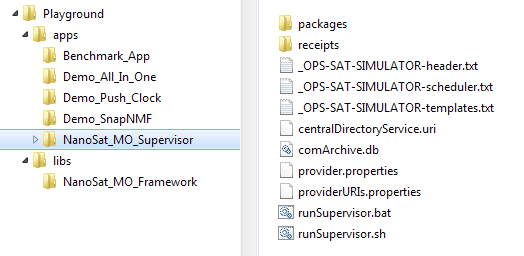 Playground
apps
Benchmark_App
Demo_All_In_One
Demo_Push_Clock
Demo_SnapNMF
NanoSat_MO_Supervisor
libs
NanoSat_MO_Framework
packages
receipts
_OPS-SAT-SIMULATOR-header.txt
_OPS-SAT-SIMULATOR-scheduler.txt
_OPS-SAT-SIMULATOR-templates.txt
centralDirectoryService.uri
comArchive.db
provider.properties
providerURIs.properties
runSupervisor.bat
runSupervisor.sh